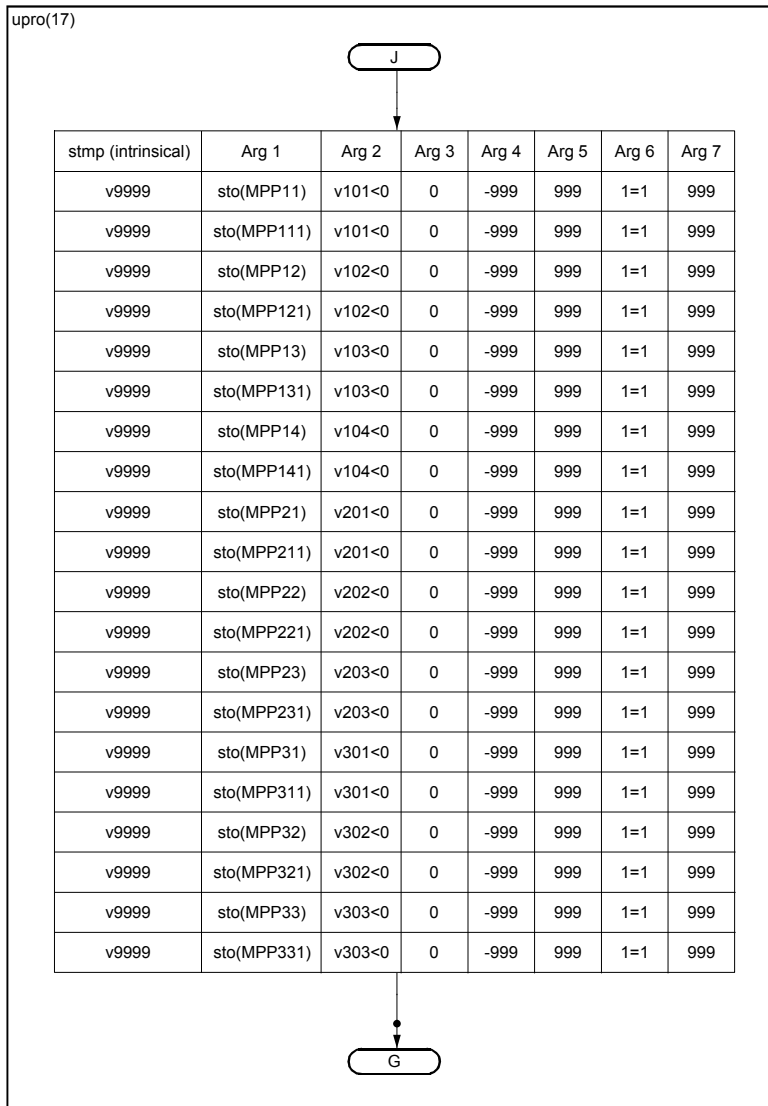 upro(17)
J
stmp (intrinsical) Arg 1 Arg 2 Arg 3 Arg 4 Arg 5 Arg 6 Arg 7
v9999 sto(MPP11) v101<0 0 -999 999 1=1 999
v9999 sto(MPP111) v101<0 0 -999 999 1=1 999
v9999 sto(MPP12) v102<0 0 -999 999 1=1 999
v9999 sto(MPP121) v102<0 0 -999 999 1=1 999
v9999 sto(MPP13) v103<0 0 -999 999 1=1 999
v9999 sto(MPP131) v103<0 0 -999 999 1=1 999
v9999 sto(MPP14) v104<0 0 -999 999 1=1 999
v9999 sto(MPP141) v104<0 0 -999 999 1=1 999
v9999 sto(MPP21) v201<0 0 -999 999 1=1 999
v9999 sto(MPP211) v201<0 0 -999 999 1=1 999
v9999 sto(MPP22) v202<0 0 -999 999 1=1 999
v9999 sto(MPP221) v202<0 0 -999 999 1=1 999
v9999 sto(MPP23) v203<0 0 -999 999 1=1 999
v9999 sto(MPP231) v203<0 0 -999 999 1=1 999
v9999 sto(MPP31) v301<0 0 -999 999 1=1 999
v9999 sto(MPP311) v301<0 0 -999 999 1=1 999
v9999 sto(MPP32) v302<0 0 -999 999 1=1 999
v9999 sto(MPP321) v302<0 0 -999 999 1=1 999
v9999 sto(MPP33) v303<0 0 -999 999 1=1 999
v9999 sto(MPP331) v303<0 0 -999 999 1=1 999
G